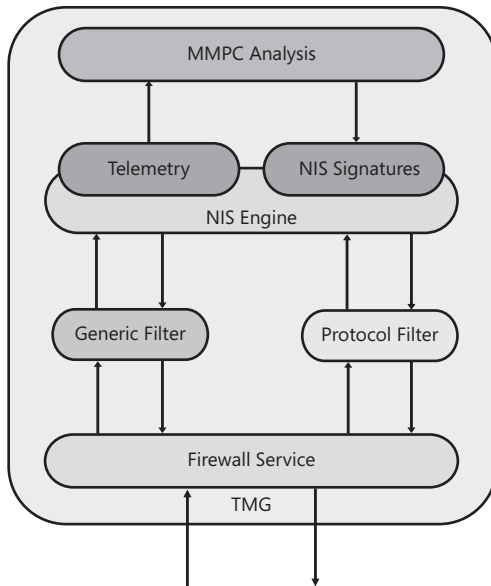 MMPC Analysis
Telemetry
NIS Signatures
NIS Engine
Generic Filter
Protocol Filter
Firewall Service
TMG